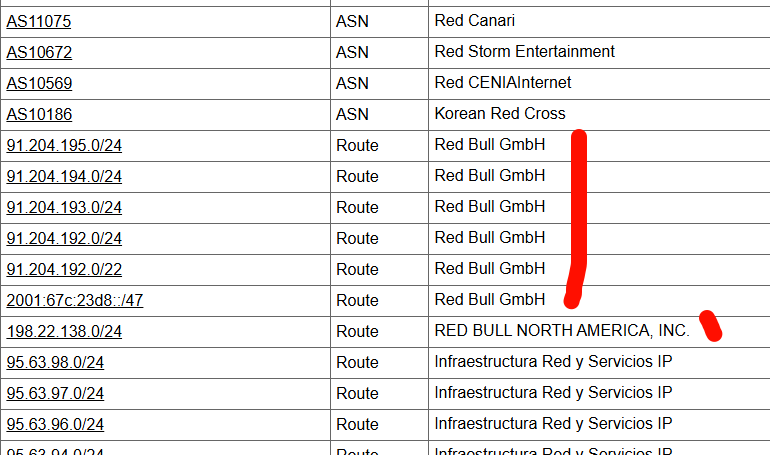 AS11075 ASN Red Canari
AS10672 ASN Red Storm Entertainment
AS10569 ASN Red CENIAInternet
AS10186 ASN Korean Red Cross
91.204.195.0/24 Route Red Bull GmbH
91.204.194.0/24 Route Red Bull GmbH
91.204.193.0/24 Route Red Bull GmbH
91.204.192.0/24 Route Red Bull GmbH
91.204.192.0/22 Route Red Bull GmbH
2001:67c:23d8::/47 Route Red Bull GmbH
198.22.138.0/24 Route RED BULL NORTH AMERICA, INC.
95.63.98.0/24 Route Infraestructura Red y Servicios IP
95.63.97.0/24 Route Infraestructura Red y Servicios IP
95.63.96.0/24 Route Infraestructura Red y Servicios IP
95.63.94.0/24 Route Infraestructura Red y Servicios IP